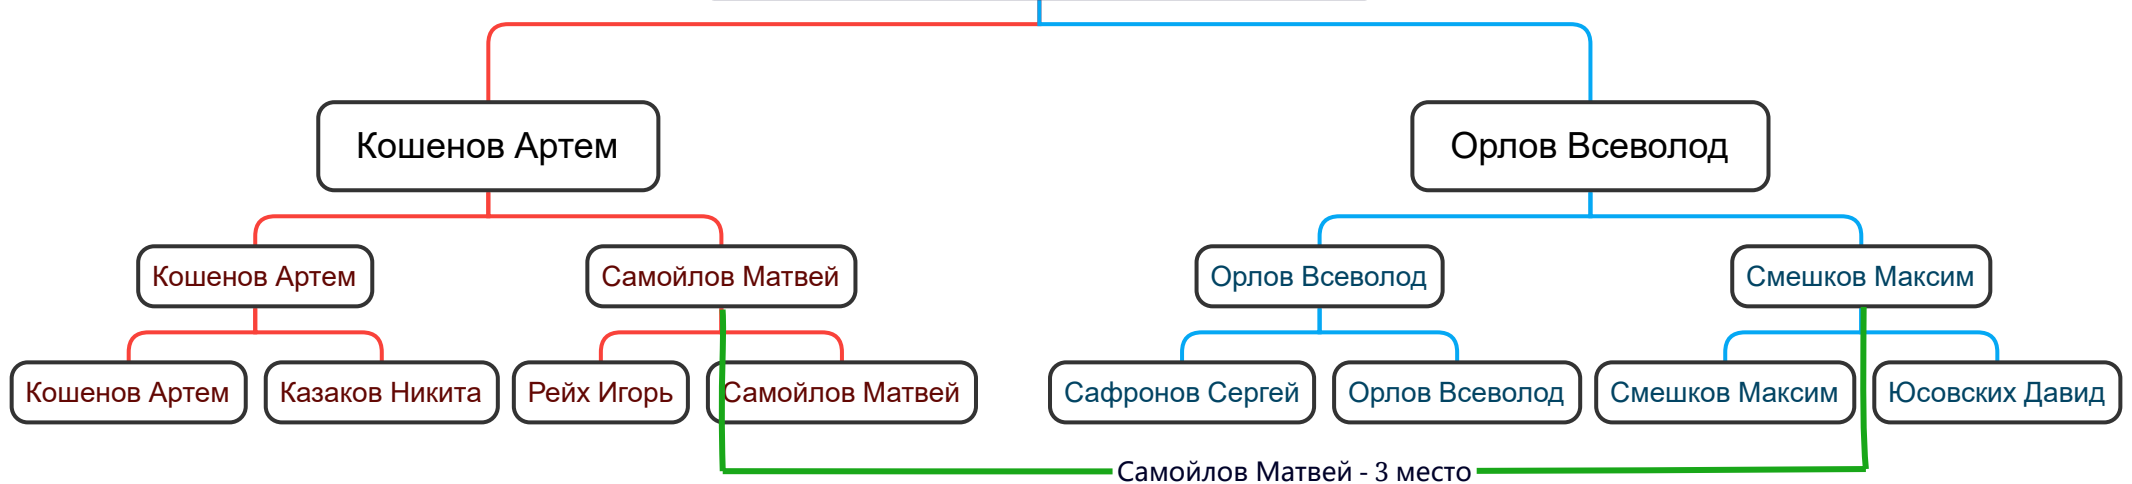 Кошенов Артем
Орлов Всеволод
Кошенов Артем
Самойлов Матвей
Орлов Всеволод
Смешков Максим
Кошенов Артем
Казаков Никита
Рейх Игорь
Самойлов Матвей
Сафронов Сергей
Орлов Всеволод
Смешков Максим
Юсовских Давид
Самойлов Матвей - 3 место